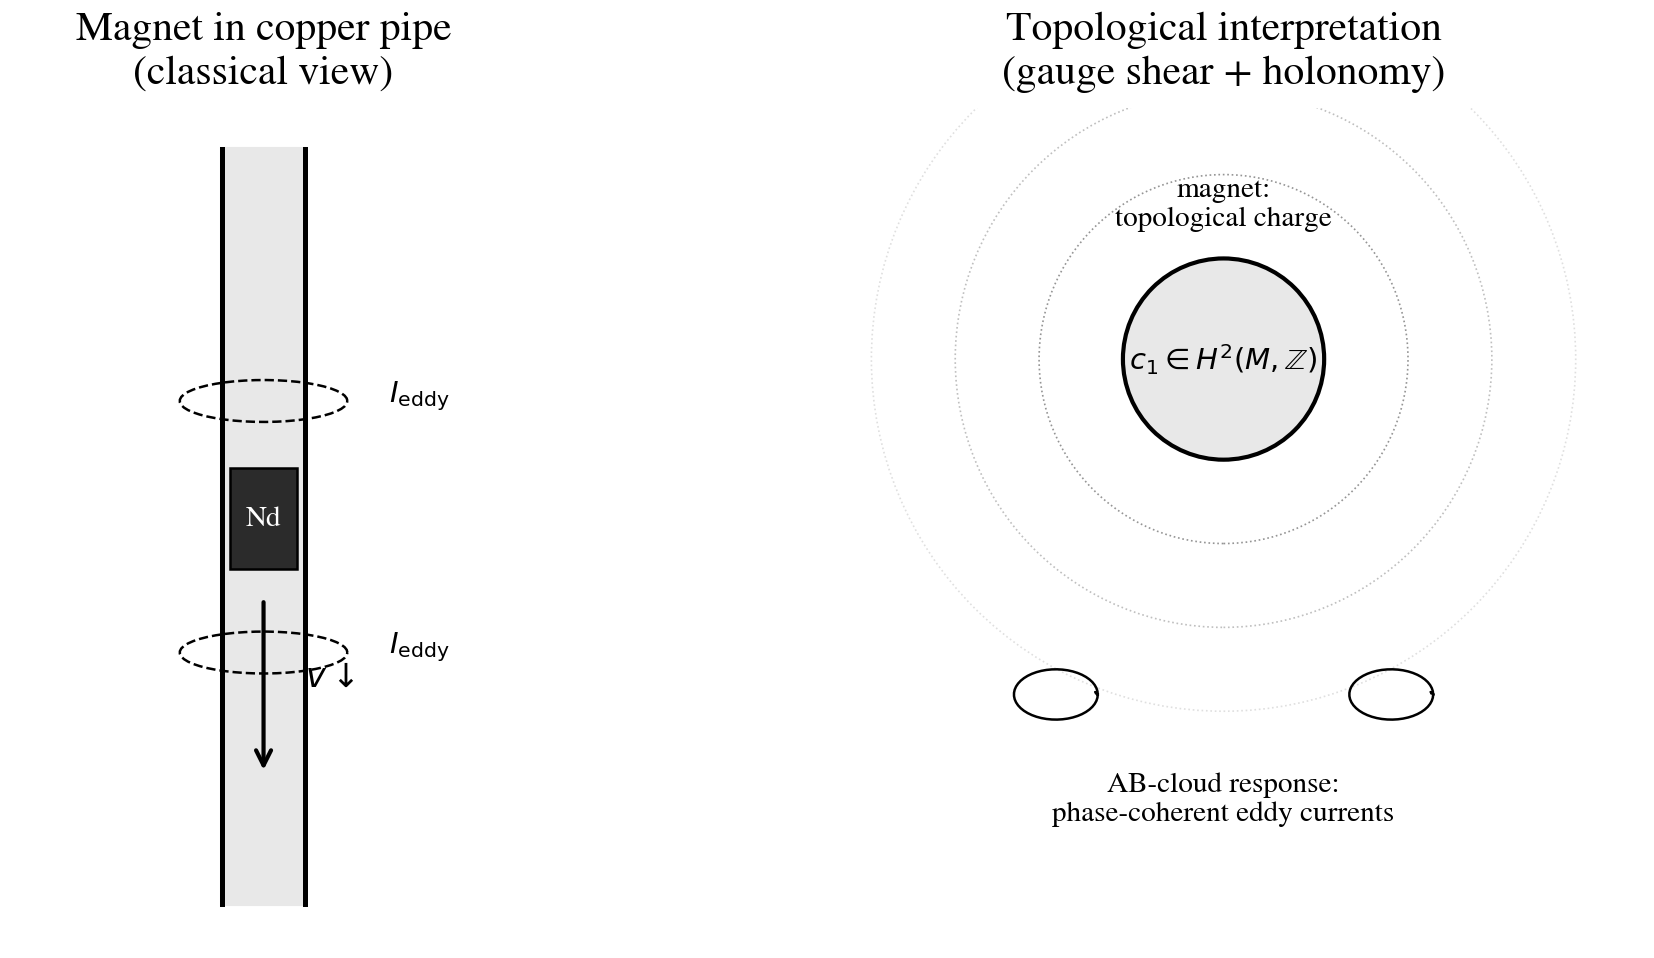 Magnet in copper pipe
(classical view)
I_eddy
Nd
I_eddy
v ↓
Topological interpretation
(gauge shear + holonomy)
magnet:
topological charge
c₁ ∈ H²(M, ℤ)
AB-cloud response:
phase-coherent eddy currents